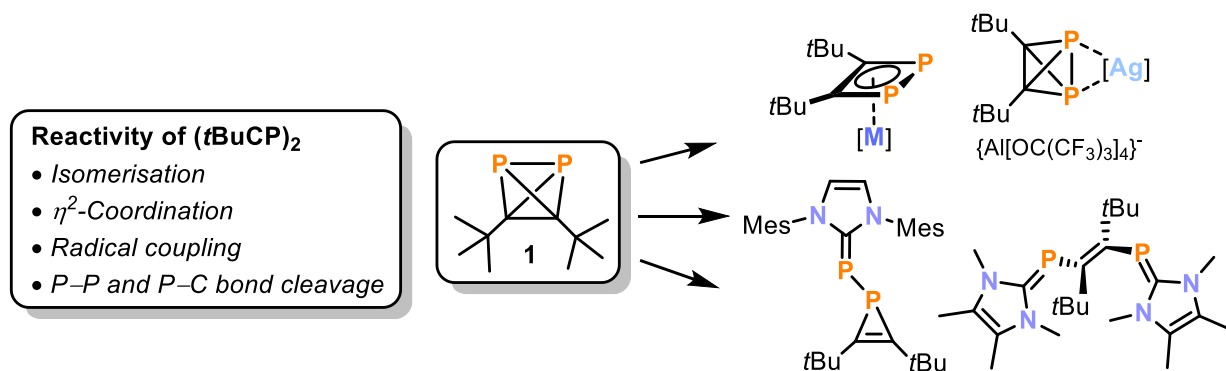 Reactivity of (tBuCP)2
• Isomerisation
• η2-Coordination
• Radical coupling
• P–P and P–C bond cleavage
P P
1
tBu
P
P
tBu
[M]
tBu
P
[Ag]
P
tBu
{Al[OC(CF3)3]4}-
Mes N N Mes
P
P
tBu tBu
tBu
N P P N
N tBu N